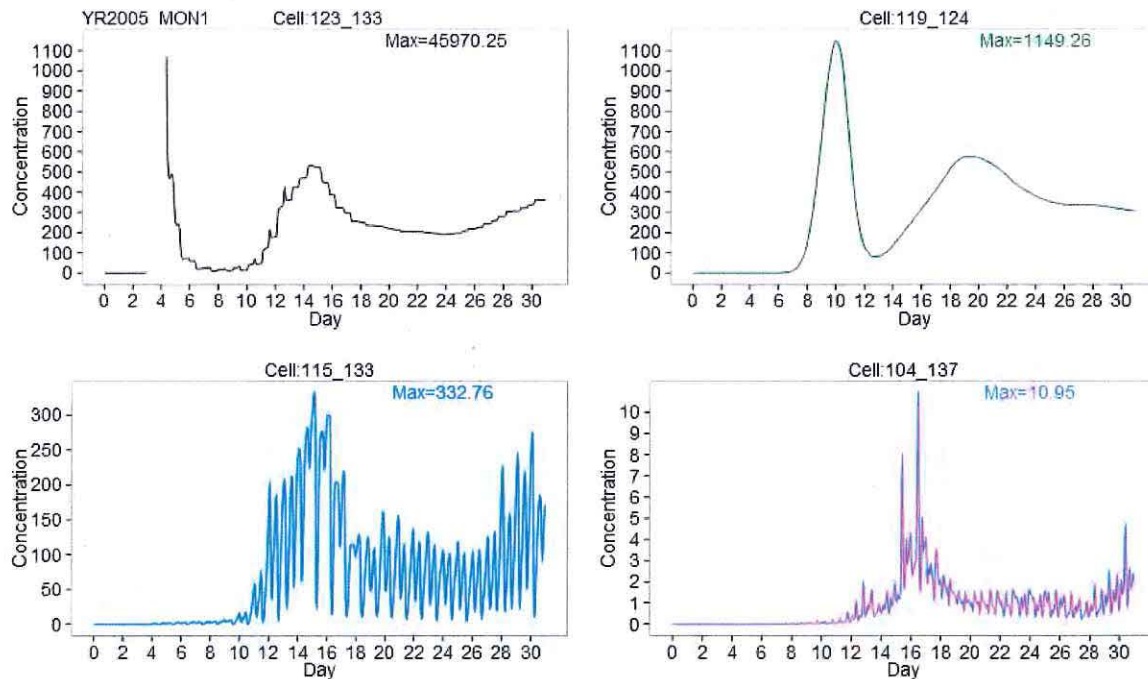 YR2005 MON1 Cell:123_133
Max=45970.25
1100
1000
900
800
700
600
500
400
300
200
100
0
Concentration
0 2 4 6 8 10 12 14 16 18 20 22 24 26 28 30
Day
Cell:119_124
Max=1149.26
1100
1000
900
800
700
600
500
400
300
200
100
0
Concentration
0 2 4 6 8 10 12 14 16 18 20 22 24 26 28 30
Day
Cell:115_133
Max=332.76
300
250
200
150
100
50
0
Concentration
0 2 4 6 8 10 12 14 16 18 20 22 24 26 28 30
Day
Cell:104_137
Max=10.95
10
9
8
7
6
5
4
3
2
1
0
Concentration
0 2 4 6 8 10 12 14 16 18 20 22 24 26 28 30
Day